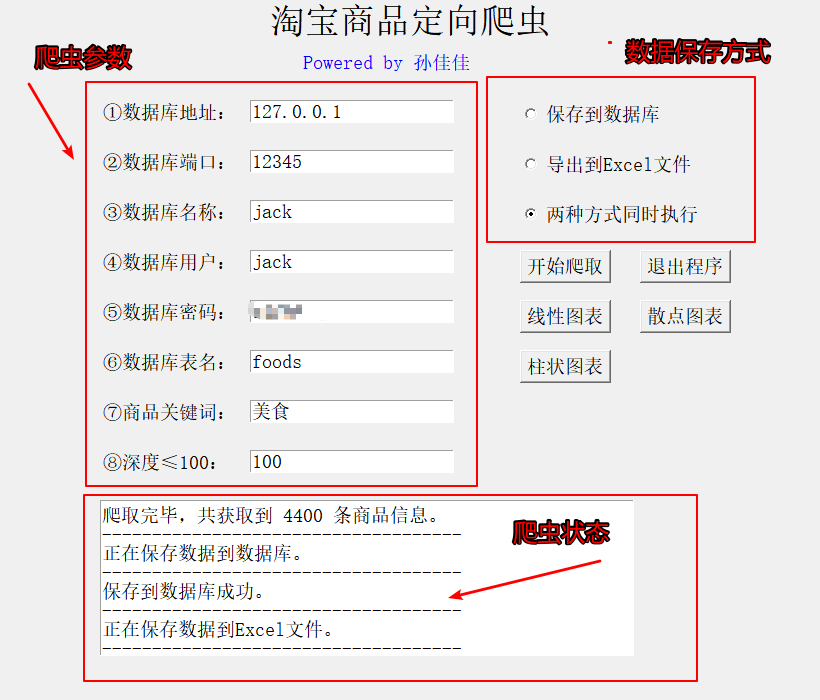 淘宝商品定向爬虫
Powered by 孙佳佳
爬虫参数
数据保存方式
①数据库地址: 127.0.0.1
②数据库端口: 12345
③数据库名称: jack
④数据库用户: jack
⑤数据库密码:
⑥数据库表名: foods
⑦商品关键词: 美食
⑧深度≤100: 100
保存到数据库
导出到Excel文件
两种方式同时执行
开始爬取 退出程序
线性图表 散点图表
柱状图表
爬虫状态
爬取完毕，共获取到 4400 条商品信息。
------------------------------------
正在保存数据到数据库。
------------------------------------
保存到数据库成功。
------------------------------------
正在保存数据到Excel文件。
------------------------------------